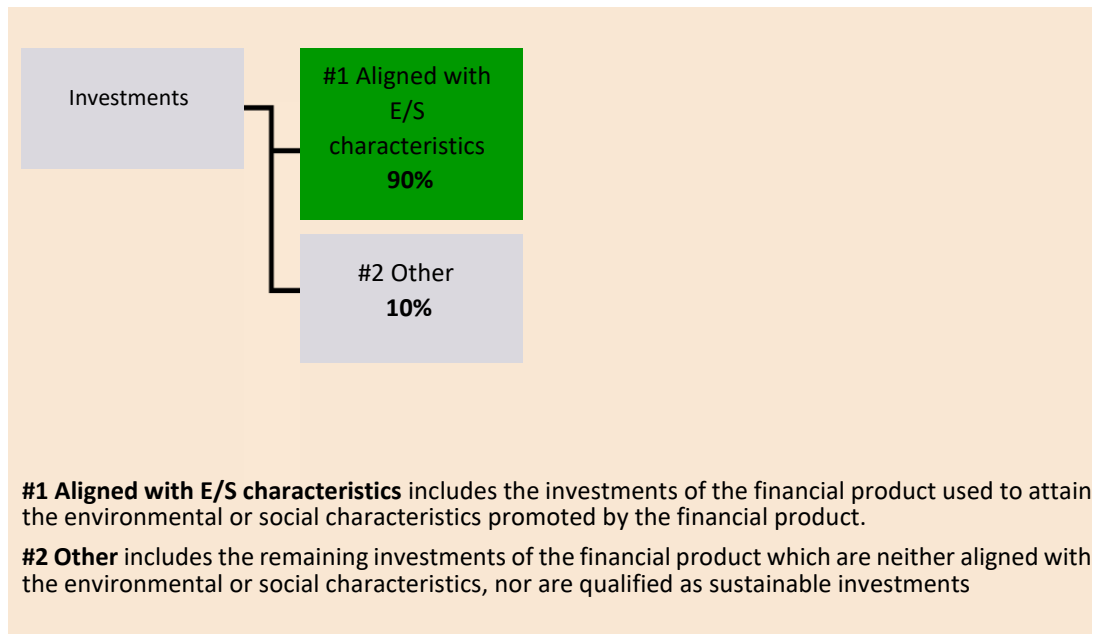 Investments
#1 Aligned with
E/S
characteristics
90%
#2 Other
10%
#1 Aligned with E/S characteristics includes the investments of the financial product used to attain
the environmental or social characteristics promoted by the financial product.
#2 Other includes the remaining investments of the financial product which are neither aligned with
the environmental or social characteristics, nor are qualified as sustainable investments